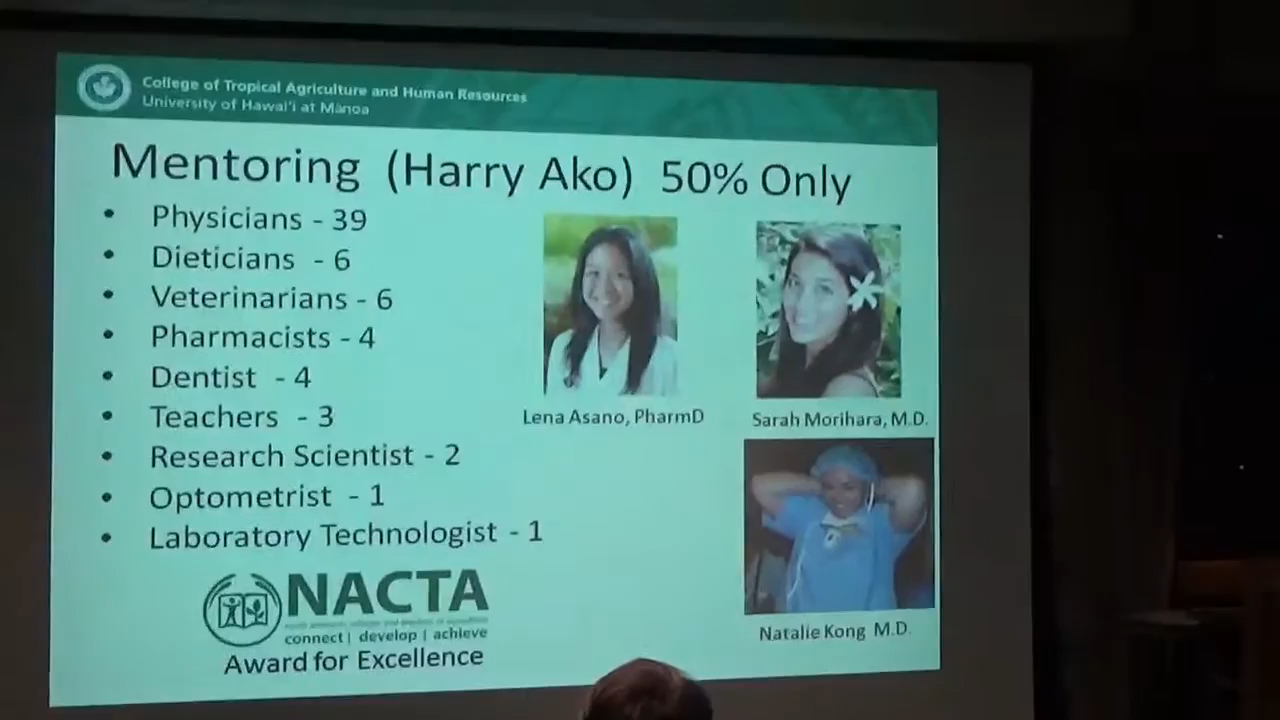 College of Tropical Agriculture and Human Resources
University of Hawai'i at Mānoa
Mentoring (Harry Ako) 50% Only
• Physicians - 39
• Dieticians - 6
• Veterinarians - 6
• Pharmacists - 4
• Dentist - 4
• Teachers - 3
• Research Scientist - 2
• Optometrist - 1
• Laboratory Technologist - 1
Lena Asano, PharmD
Sarah Morihara, M.D.
Natalie Kong M.D.
NACTA
connect | develop | achieve
Award for Excellence